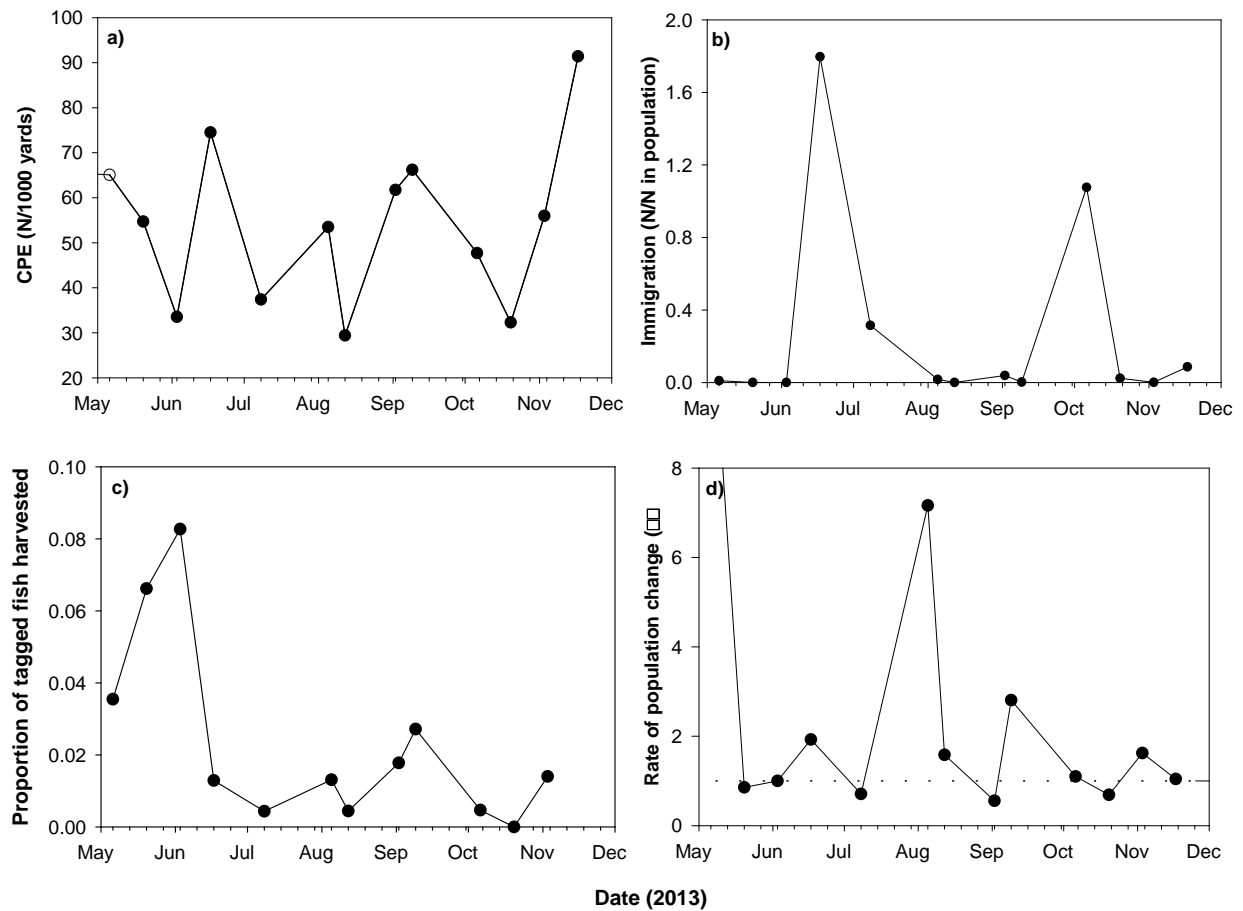 a)
CPE (N/1000 yards)
100
90
80
70
60
50
40
30
20
May Jun Jul Aug Sep Oct Nov Dec
b)
Immigration (N/N in population)
2.0
1.6
1.2
0.8
0.4
0.0
May Jun Jul Aug Sep Oct Nov Dec
c)
Proportion of tagged fish harvested
0.10
0.08
0.06
0.04
0.02
0.00
May Jun Jul Aug Sep Oct Nov Dec
d)
Rate of population change (□□
8
6
4
2
0
May Jun Jul Aug Sep Oct Nov Dec
Date (2013)